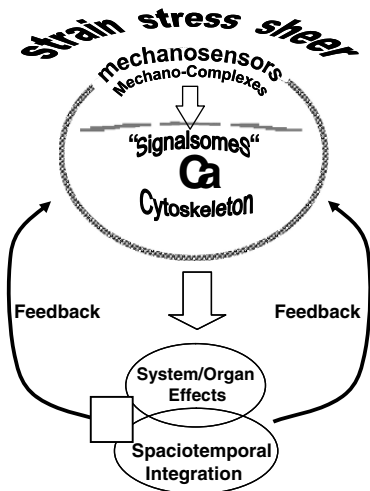 strain stress sheer
mechanosensors
Mechano-Complexes
“Signalsomes“
Ca
Cytoskeleton
Feedback
Feedback
System/Organ
Effects
Spaciotemporal
Integration